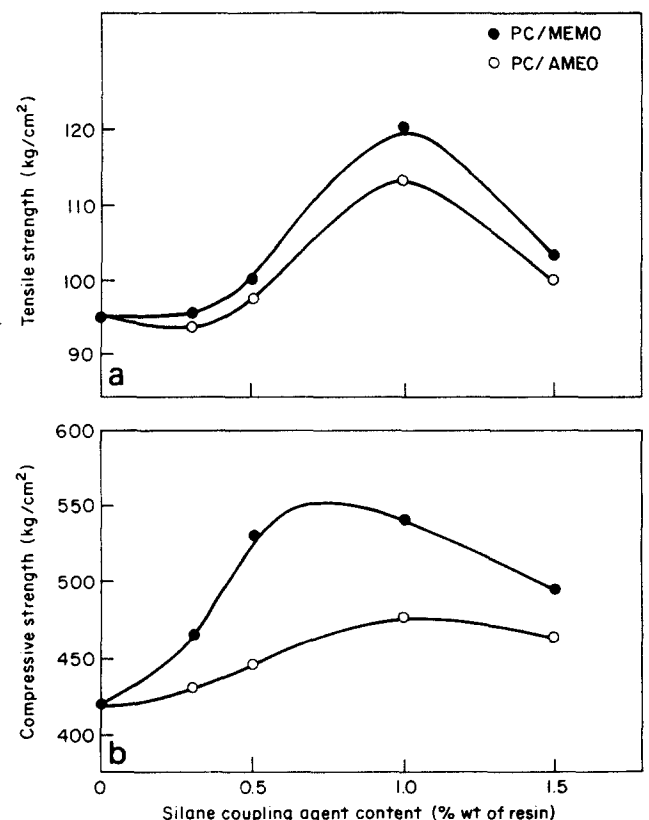 PC/MEMO
PC/AMEO
Tensile strength (kg/cm²)
120
110
100
90
a
600
550
500
450
400
Compressive strength (kg/cm²)
b
0
0.5
1.0
1.5
Silane coupling agent content (% wt of resin)